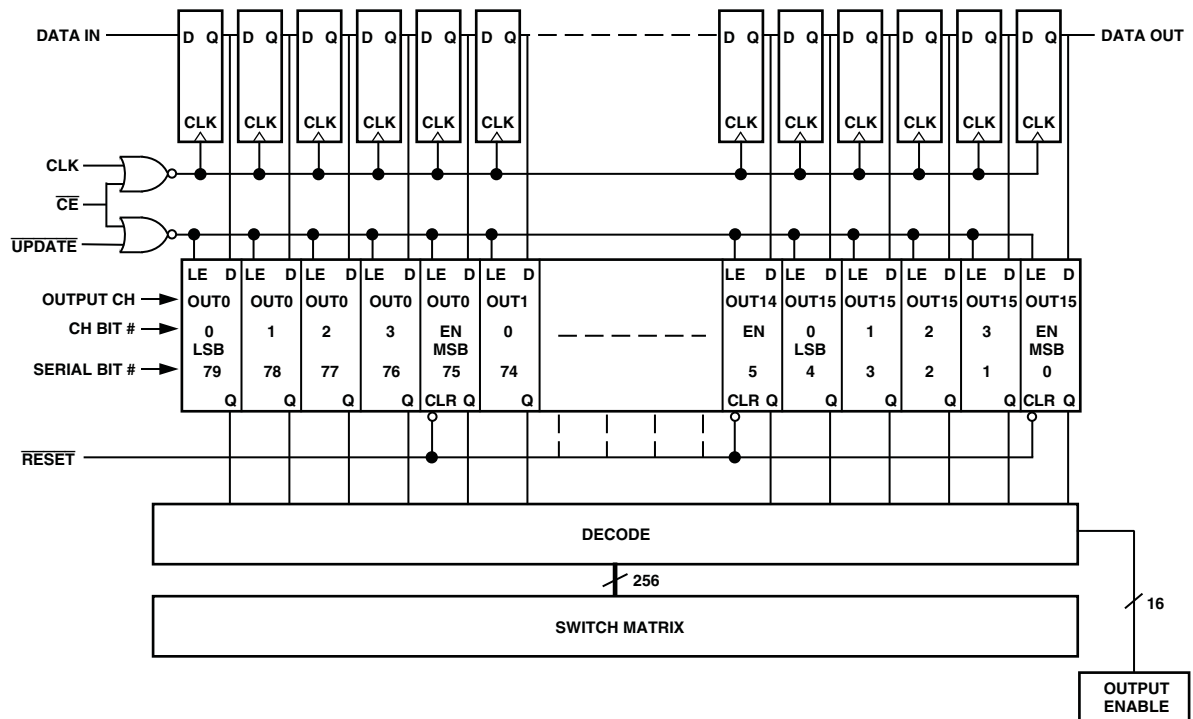 DATA IN D Q D Q D Q D Q D Q D Q D Q D Q D Q D Q D Q D Q DATA OUT
CLK CLK CLK CLK CLK CLK CLK CLK CLK CLK CLK CLK
CLK
CE
UPDATE
LE D LE D LE D LE D LE D LE D LE D LE D LE D LE D LE D LE D
OUTPUT CH OUT0 OUT0 OUT0 OUT0 OUT0 OUT1 OUT14 OUT15 OUT15 OUT15 OUT15 OUT15
CH BIT # 0 1 2 3 EN 0 EN 0 1 2 3 EN
LSB MSB LSB MSB
SERIAL BIT # 79 78 77 76 75 74 5 4 3 2 1 0
Q Q Q Q CLR Q Q CLR Q Q Q Q Q CLR Q
RESET
DECODE
256
16
SWITCH MATRIX
OUTPUT
ENABLE